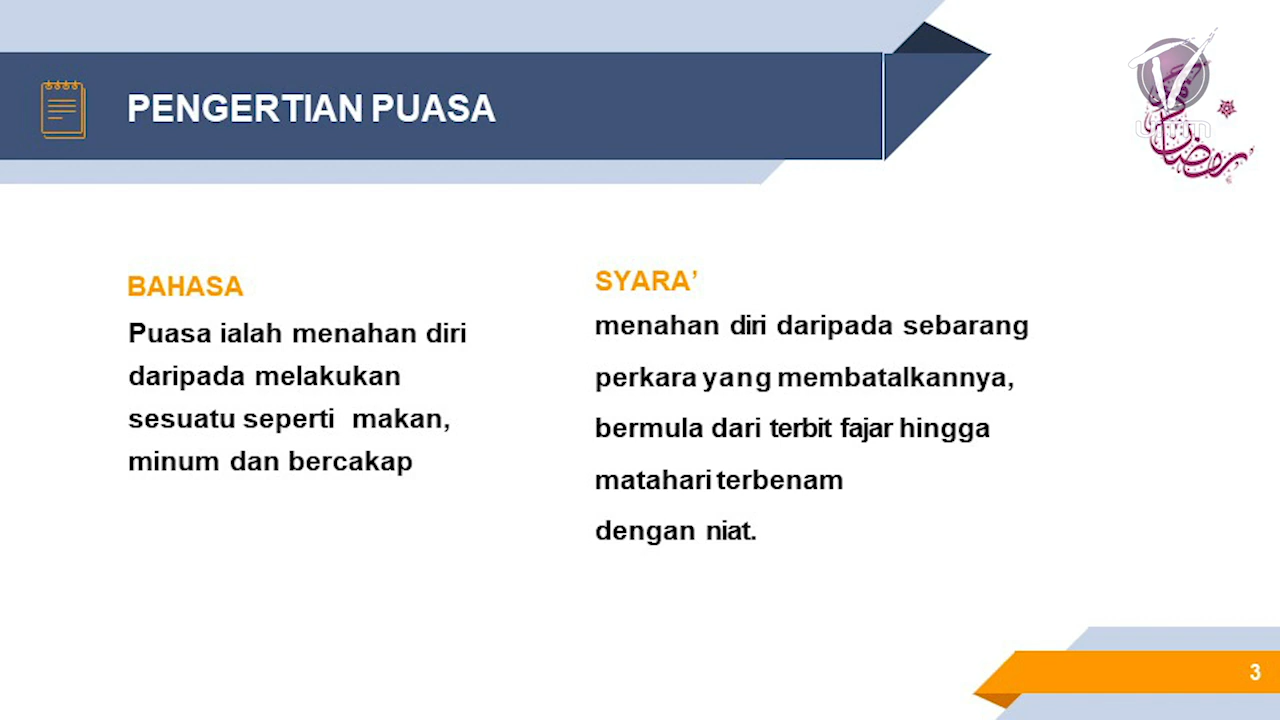 PENGERTIAN PUASA
BAHASA
Puasa ialah menahan diri
daripada melakukan
sesuatu seperti makan,
minum dan bercakap
SYARA’
menahan diri daripada sebarang
perkara yang membatalkannya,
bermula dari terbit fajar hingga
matahari terbenam
dengan niat.
3